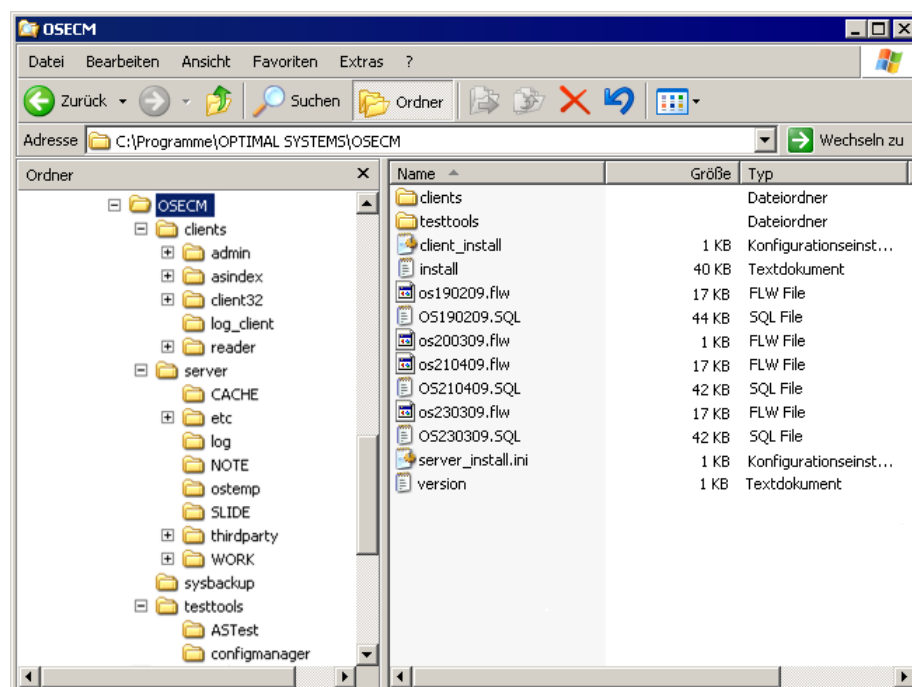 OSECM
Datei Bearbeiten Ansicht Favoriten Extras ?
Zurück Suchen Ordner
Adresse C:\Programme\OPTIMAL SYSTEMS\OSECM Wechseln zu
Ordner
OSECM
clients
admin
asindex
client32
log_client
reader
server
CACHE
etc
log
NOTE
ostemp
SLIDE
thirdparty
WORK
sysbackup
testtools
ASTest
configmanager
Name Größe Typ
clients Dateiordner
testtools Dateiordner
client_install 1 KB Konfigurationseinst...
install 40 KB Textdokument
os190209.flw 17 KB FLW File
OS190209.SQL 44 KB SQL File
os200309.flw 1 KB FLW File
os210409.flw 17 KB FLW File
OS210409.SQL 42 KB SQL File
os230309.flw 17 KB FLW File
OS230309.SQL 42 KB SQL File
server_install.ini 1 KB Konfigurationseinst...
version 1 KB Textdokument